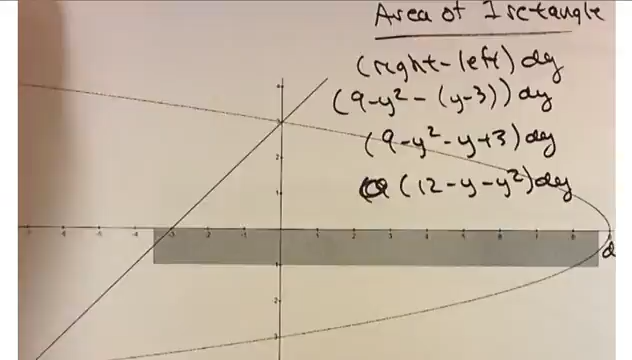 Area of 1 rectangle
(right-left) dy
(9-y²-(y-3)) dy
(9-y²-y+3) dy
(12-y-y²) dy